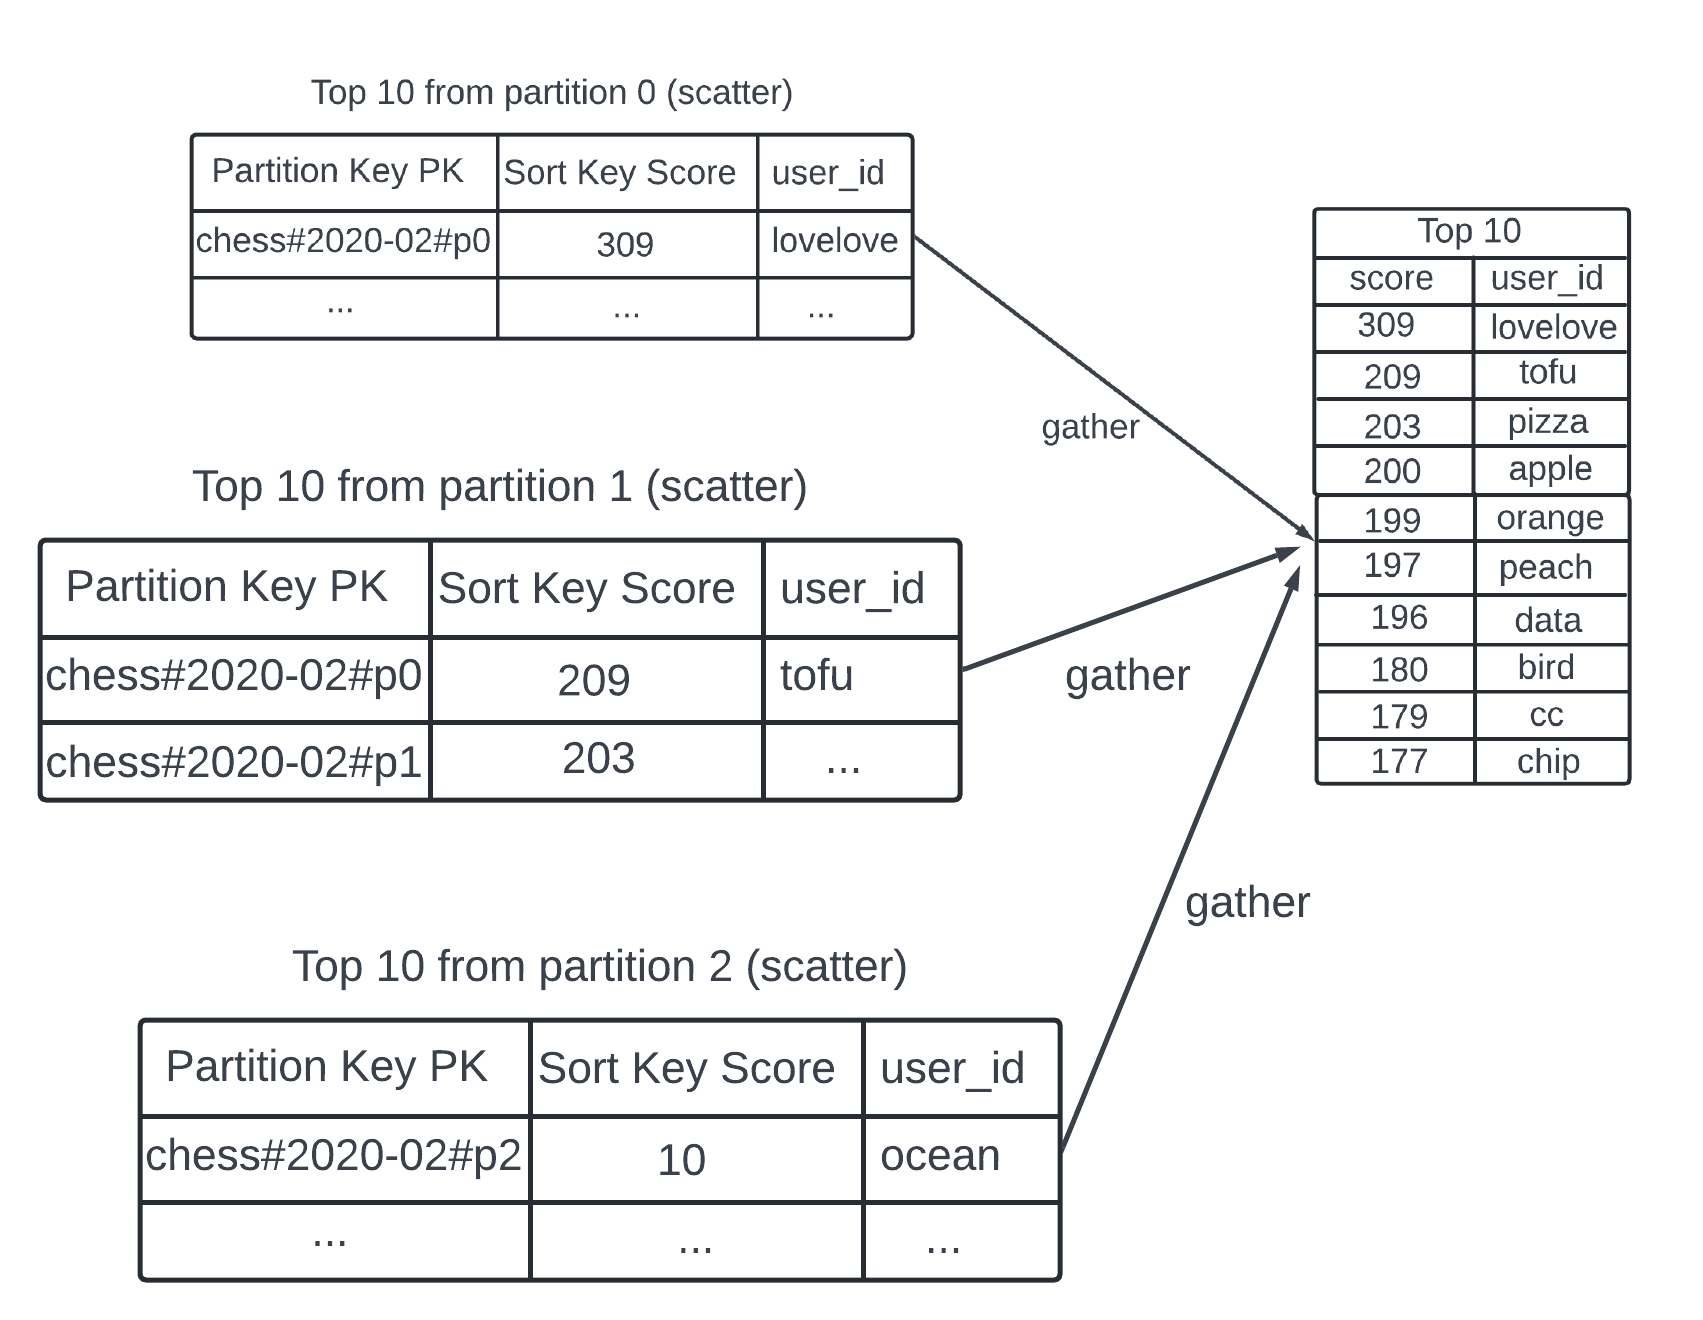 Top 10 from partition 0 (scatter)
Partition Key PK Sort Key Score user_id
chess#2020-02#p0 309 lovelove
... ... ...
gather
Top 10 from partition 1 (scatter)
Partition Key PK Sort Key Score user_id
chess#2020-02#p0 209 tofu
chess#2020-02#p1 203 ...
gather
Top 10 from partition 2 (scatter)
Partition Key PK Sort Key Score user_id
chess#2020-02#p2 10 ocean
... ... ...
gather
Top 10
score user_id
309 lovelove
209 tofu
203 pizza
200 apple
199 orange
197 peach
196 data
180 bird
179 cc
177 chip